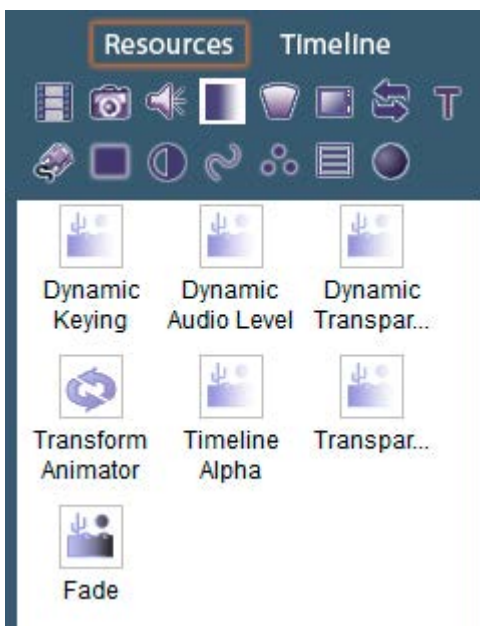 Resources Timeline
T
Dynamic Dynamic Dynamic
Keying Audio Level Transpar...
Transform Timeline Transpar...
Animator Alpha
Fade